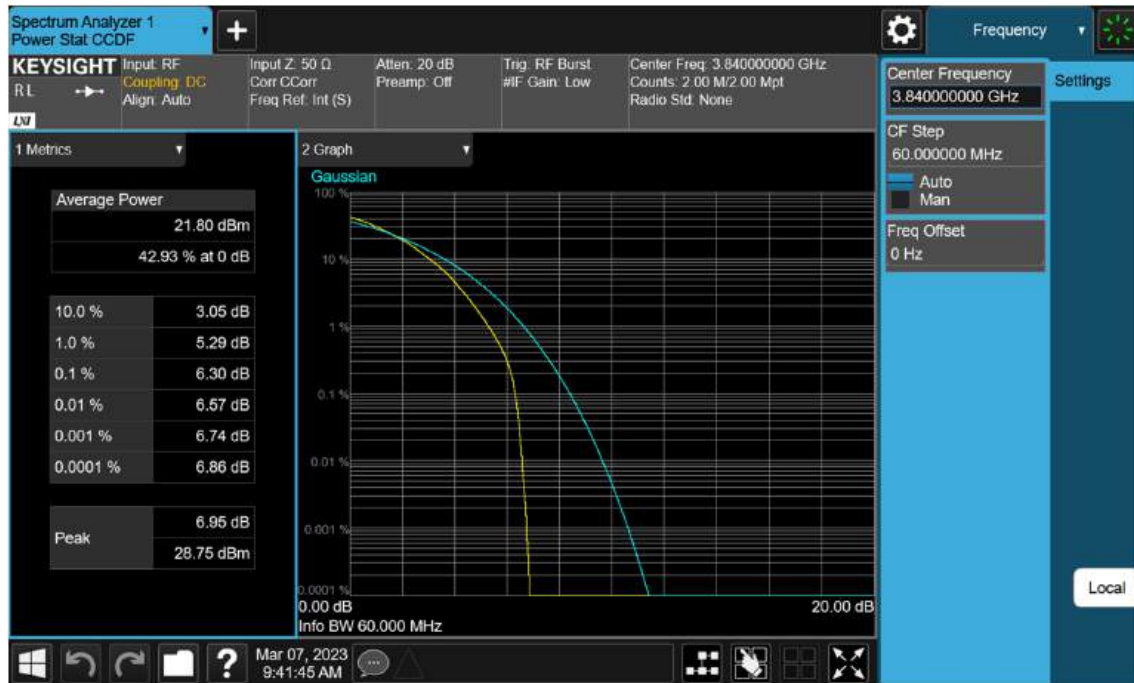 Spectrum Analyzer 1
Power Stat CCDF
Frequency
KEYSIGHT
RL
LXI
Input: RF
Coupling: DC
Align: Auto
Input Z: 50 Ω
Corr CCorr
Freq Ref: Int (S)
Atten: 20 dB
Preamp: Off
Trig: RF Burst
#IF Gain: Low
Center Freq: 3.840000000 GHz
Counts: 2.00 M/2.00 Mpt
Radio Std: None
Center Frequency
3.840000000 GHz
Settings
CF Step
60.000000 MHz
Auto
Man
Freq Offset
0 Hz
Local
1 Metrics
Average Power
21.80 dBm
42.93 % at 0 dB
10.0 % 3.05 dB
1.0 % 5.29 dB
0.1 % 6.30 dB
0.01 % 6.57 dB
0.001 % 6.74 dB
0.0001 % 6.86 dB
Peak
6.95 dB
28.75 dBm
2 Graph
Gaussian
100 %
10 %
1 %
0.1 %
0.01 %
0.001 %
0.0001 %
0.00 dB 20.00 dB
Info BW 60.000 MHz
?
Mar 07, 2023
9:41:45 AM